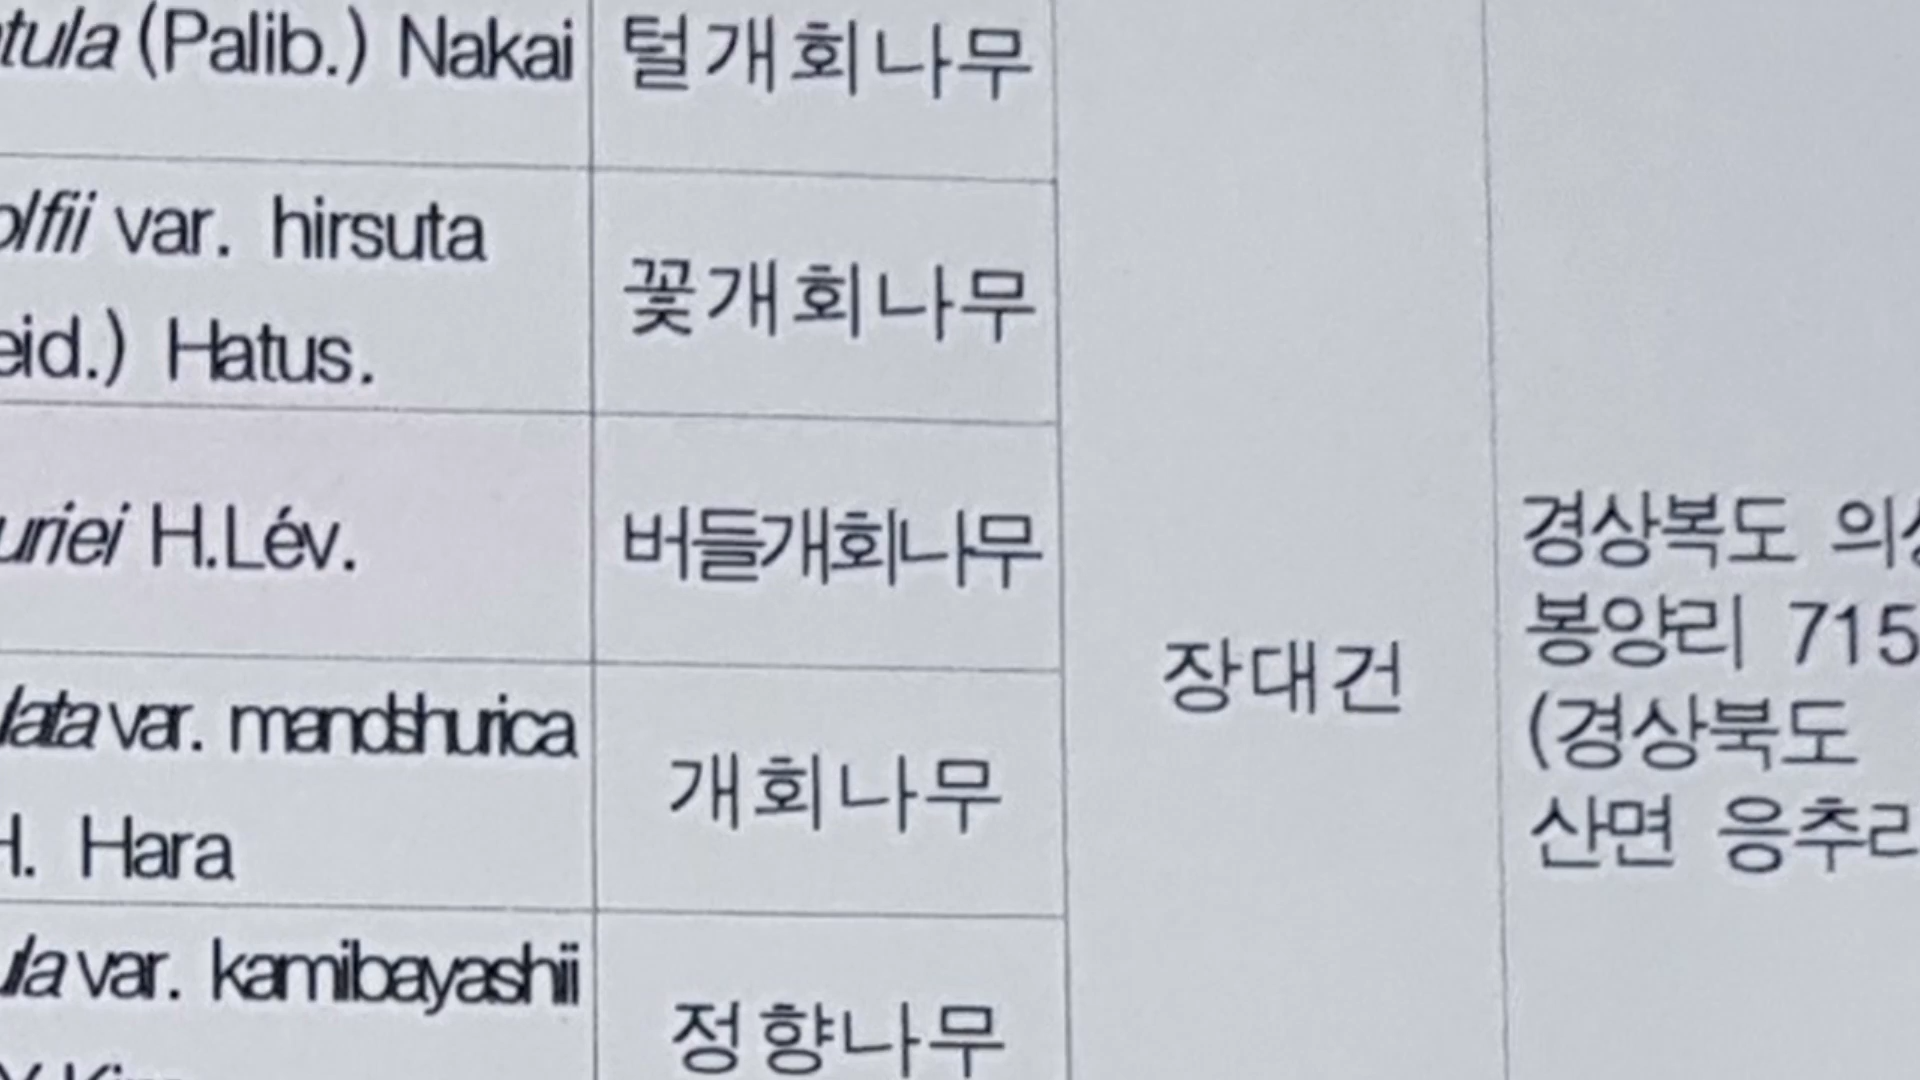 tula (Palib.) Nakai
털개회나무
olfii var. hirsuta
eid.) Hatus.
꽃개회나무
uriei H.Lév.
버들개회나무
lata var. mandshurica
H. Hara
개회나무
ula var. kamibayashii
정향나무
장대건
경상복도 의성
봉양리 715
(경상북도
산면 응추리